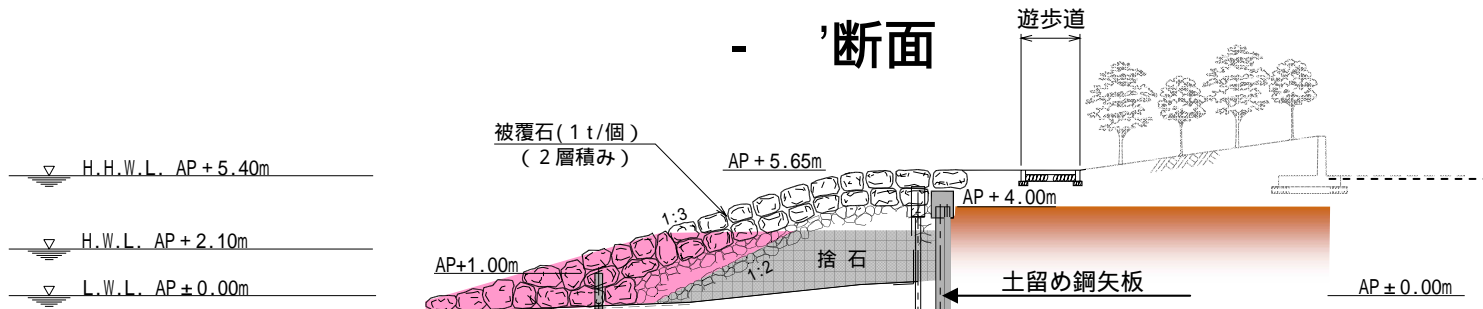 -　’断面
遊歩道
被覆石(１t/個)
(２層積み)
AP＋5.65m
▽ H.H.W.L. AP＋5.40m
AP＋4.00m
1:3
▽ H.W.L. AP＋2.10m
AP+1.00m
1:2
捨石
土留め鋼矢板
▽ L.W.L. AP±0.00m
AP±0.00m